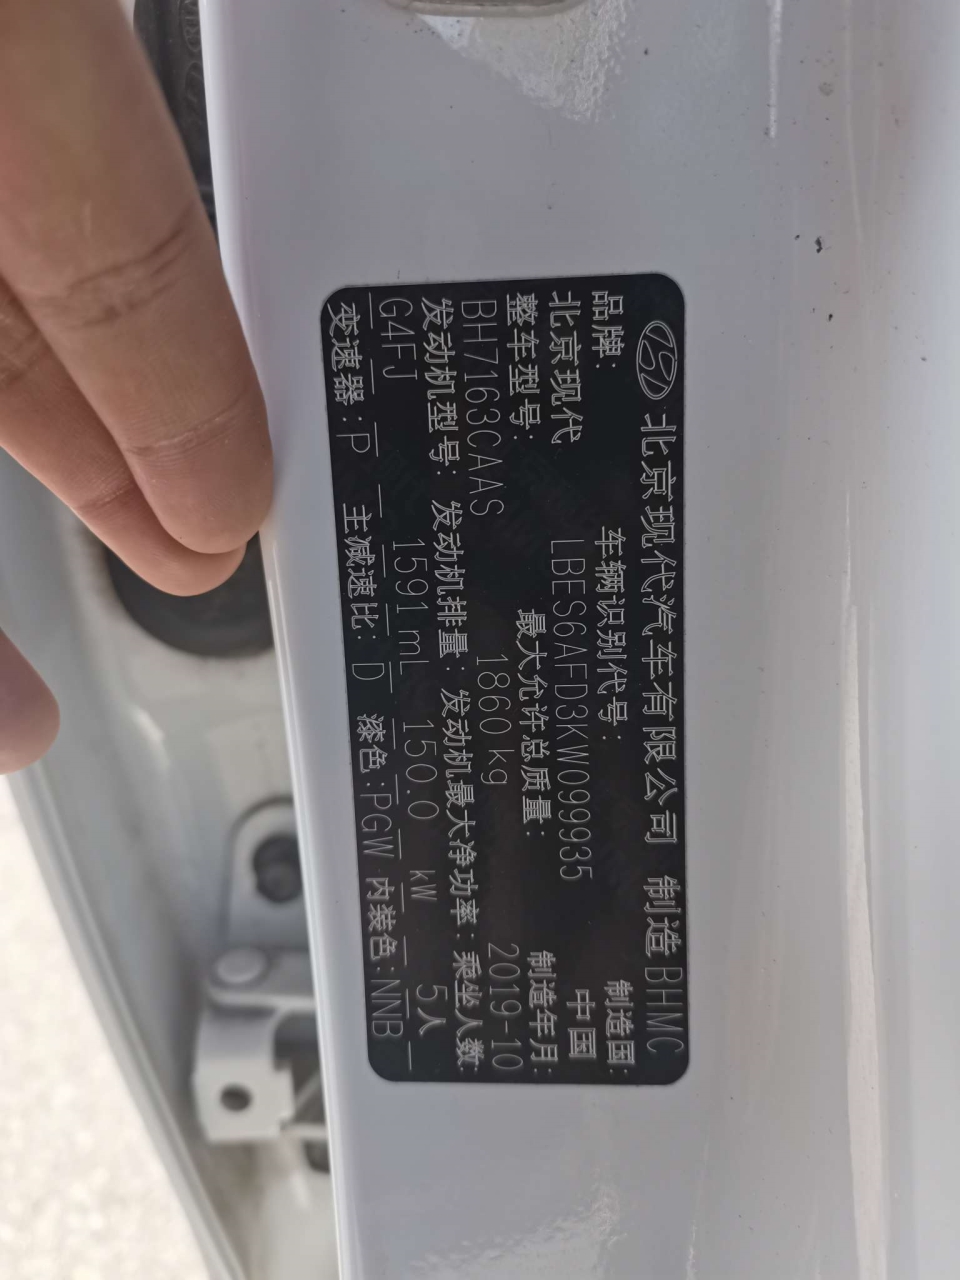 北京现代汽车有限公司 制造 BHMC
品牌: 车辆识别代号: 制造国:
北京现代 LBES6AFD3KW099935 中国
整车型号: 最大允许总质量: 制造年月:
BH7163CAAS 1860 kg 2019-10
发动机型号: 发动机排量: 发动机最大净功率: 乘坐人数:
G4FJ 1591 mL 150.0 kW 5人
变速器:P 主减速比:D 漆色:PGW 内装色:NNB